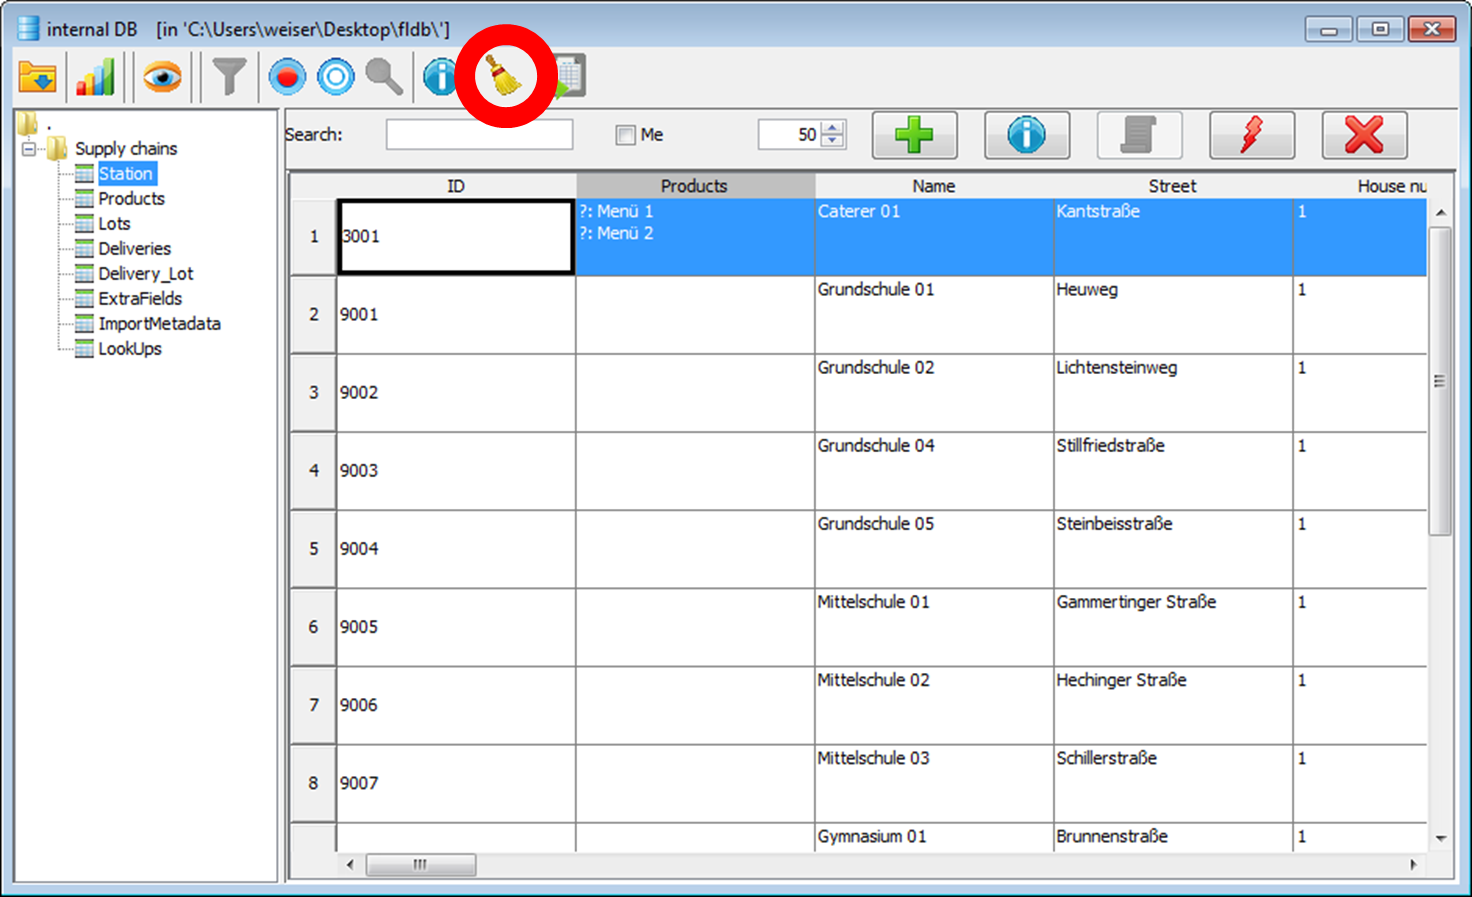 internal DB [in 'C:\Users\weiser\Desktop\fldb\']
.
Supply chains
Station
Products
Lots
Deliveries
Delivery_Lot
ExtraFields
ImportMetadata
LookUps
Search:
Me
50
ID Products Name Street House nu
1 3001 ?: Menü 1 Caterer 01 Kantstraße 1
?: Menü 2
2 9001 Grundschule 01 Heuweg 1
3 9002 Grundschule 02 Lichtensteinweg 1
4 9003 Grundschule 04 Stillfriedstraße 1
5 9004 Grundschule 05 Steinbeisstraße 1
6 9005 Mittelschule 01 Gammertinger Straße 1
7 9006 Mittelschule 02 Hechinger Straße 1
8 9007 Mittelschule 03 Schillerstraße 1
Gymnasium 01 Brunnenstraße 1